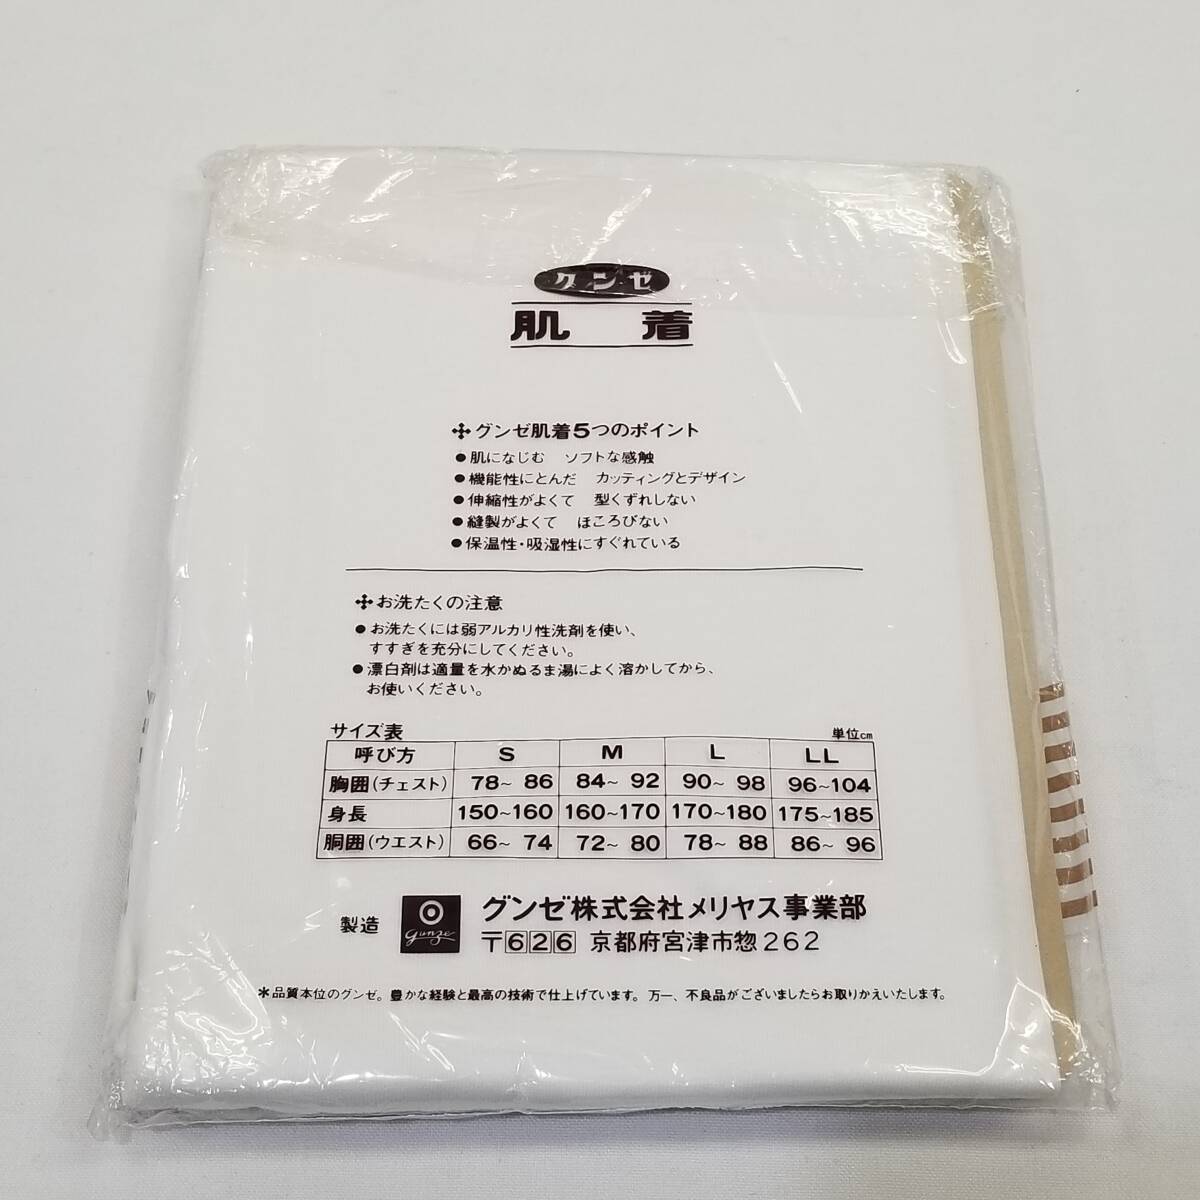 グンゼ
肌着
✣グンゼ肌着5つのポイント
●肌になじむ ソフトな感触
●機能性にとんだ カッティングとデザイン
●伸縮性がよくて 型くずれしない
●縫製がよくて ほころびない
●保温性・吸湿性にすぐれている
✣お洗たくの注意
●お洗たくには弱アルカリ性洗剤を使い、
すすぎを充分にしてください。
●漂白剤は適量を水かぬるま湯によく溶かしてから、
お使いください。
サイズ表 単位cm
呼び方 S M L LL
胸囲(チェスト) 78~86 84~92 90~98 96~104
身長 150~160 160~170 170~180 175~185
胴囲(ウエスト) 66~74 72~80 78~88 86~96
製造 gunze グンゼ株式会社メリヤス事業部
〒626 京都府宮津市惣262
*品質本位のグンゼ。豊かな経験と最高の技術で仕上げています。万一、不良品がございましたらお取りかえいたします。